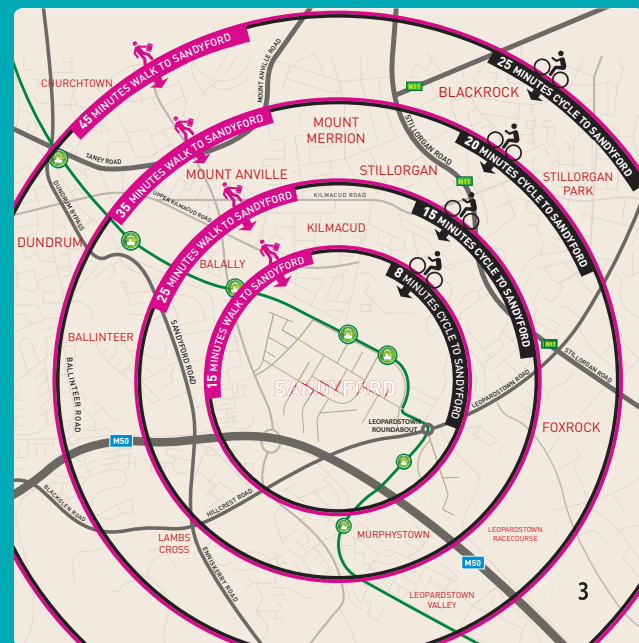 CHURCHTOWN
45 MINUTES WALK TO SANDYFORD
MOUNT ANVILLE ROAD
25 MINUTES CYCLE TO SANDYFORD
N11
BLACKROCK
35 MINUTES WALK TO SANDYFORD
MOUNT
MERRION
STILLORGAN ROAD
20 MINUTES CYCLE TO SANDYFORD
TANEY ROAD
MOUNT ANVILLE
STILLORGAN
N11
STILLORGAN
PARK
DUNDRUM BYPASS
UPPER KILMACUD ROAD
25 MINUTES WALK TO SANDYFORD
KILMACUD ROAD
15 MINUTES CYCLE TO SANDYFORD
DUNDRUM
KILMACUD
BALALLY
15 MINUTES WALK TO SANDYFORD
8 MINUTES CYCLE TO SANDYFORD
BALLINTEER
SANDYFORD ROAD
N11
STILLORGAN ROAD
BALLINTEER ROAD
SANDYFORD
LEOPARDSTOWN ROAD
LEOPARDSTOWN
ROUNDABOUT
FOXROCK
M50
BLACKGLEN ROAD
HILLCREST ROAD
LAMBS
CROSS
MURPHYSTOWN
LEOPARDSTOWN
RACECOURSE
ENNISKERRY ROAD
M50
LEOPARDSTOWN
VALLEY
3